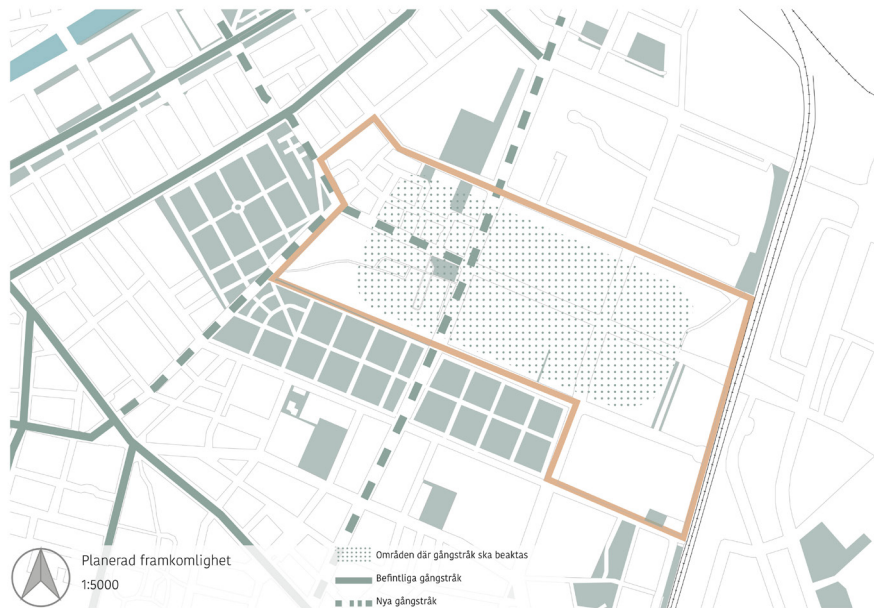 Planerad framkomlighet
1:5000
Områden där gångstråk ska beaktas
Befintliga gångstråk
Nya gångstråk